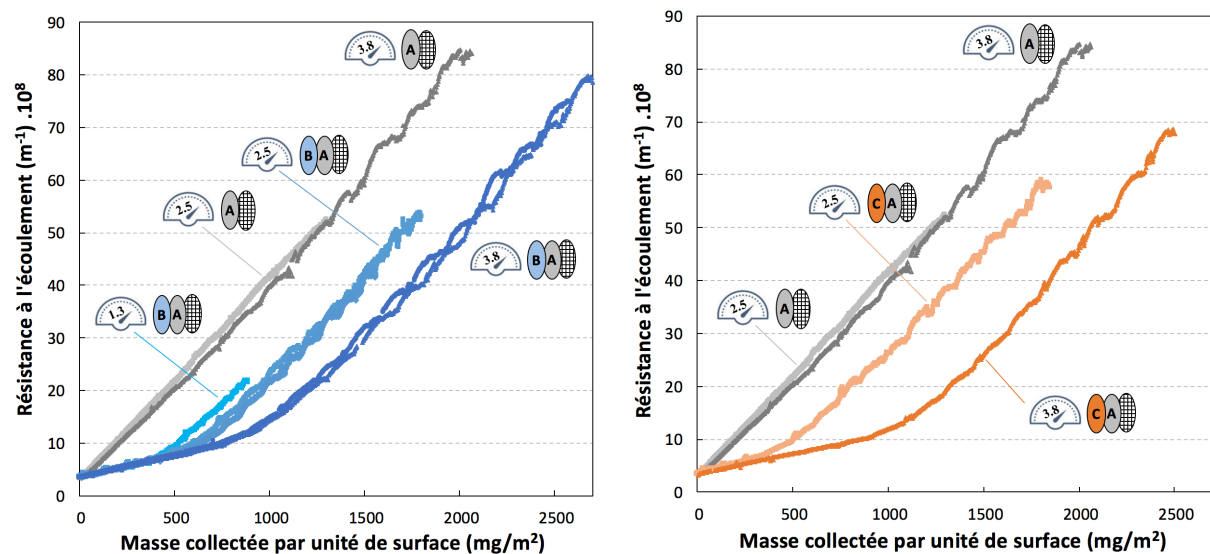 Résistance à l'écoulement (m⁻¹) .10⁸
90
80
70
60
50
40
30
20
10
0
3.8 A
2.5 B A
2.5 A
3.8 B A
1.3 B A
0 500 1000 1500 2000 2500
Masse collectée par unité de surface (mg/m²)
Résistance à l'écoulement (m⁻¹) .10⁸
90
80
70
60
50
40
30
20
10
0
3.8 A
2.5 C A
2.5 A
3.8 C A
0 500 1000 1500 2000 2500
Masse collectée par unité de surface (mg/m²)